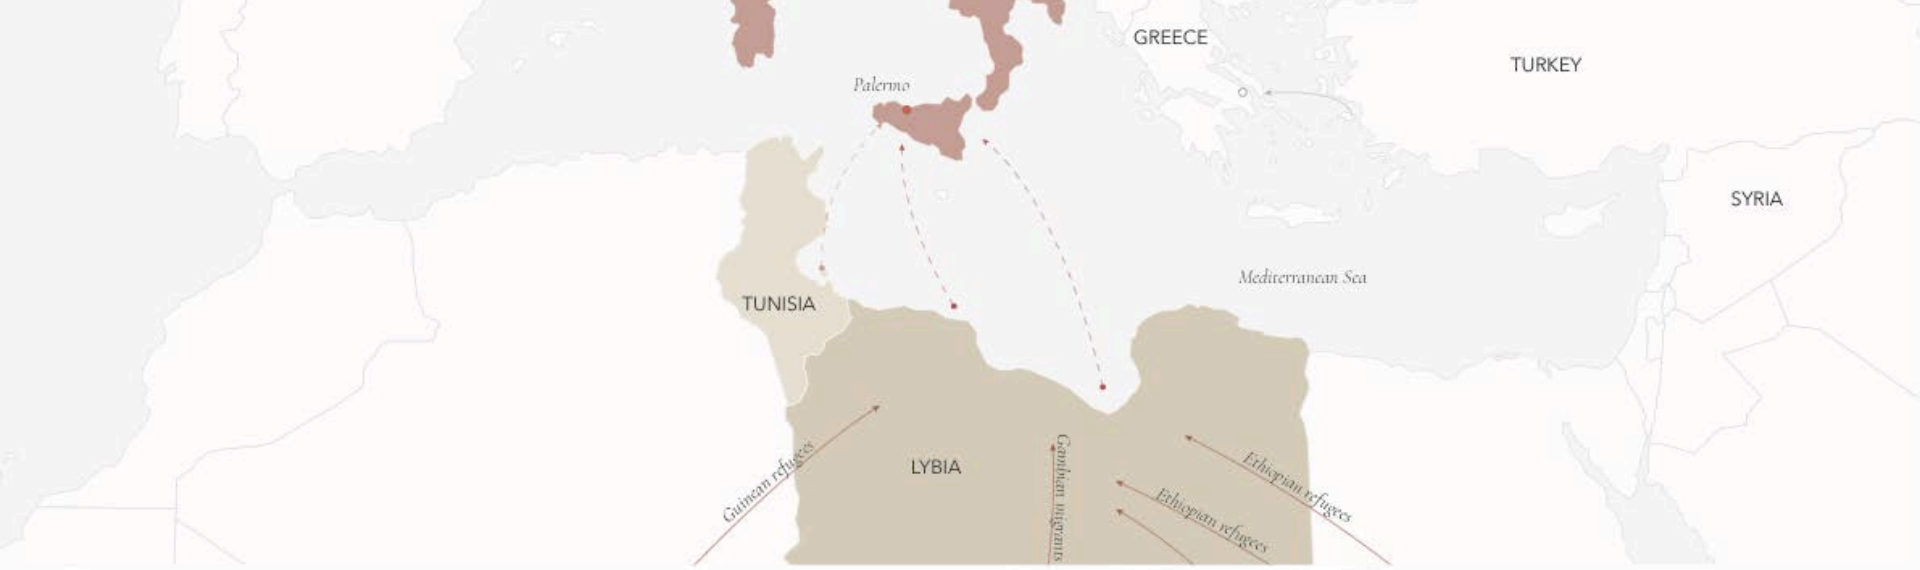 GREECE
TURKEY
Palermo
SYRIA
Mediterranean Sea
TUNISIA
LYBIA
Guinean refugees
Gambian migrants
Ethiopian refugees
Ethiopian refugees